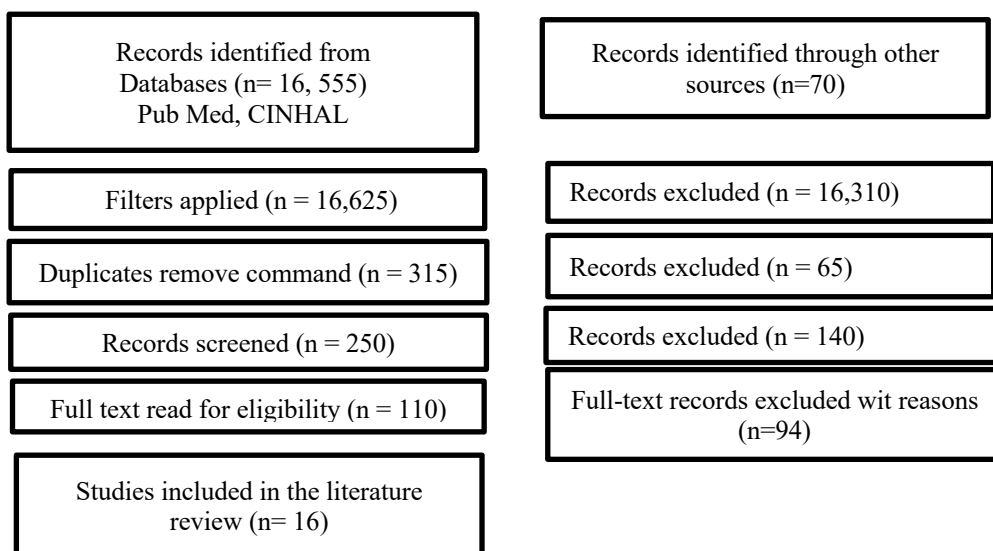 Records identified from
Databases (n= 16, 555)
Pub Med, CINHAL
Records identified through other
sources (n=70)
Filters applied (n = 16,625)
Records excluded (n = 16,310)
Duplicates remove command (n = 315)
Records excluded (n = 65)
Records screened (n = 250)
Records excluded (n = 140)
Full text read for eligibility (n = 110)
Full-text records excluded wit reasons
(n=94)
Studies included in the literature
review (n= 16)